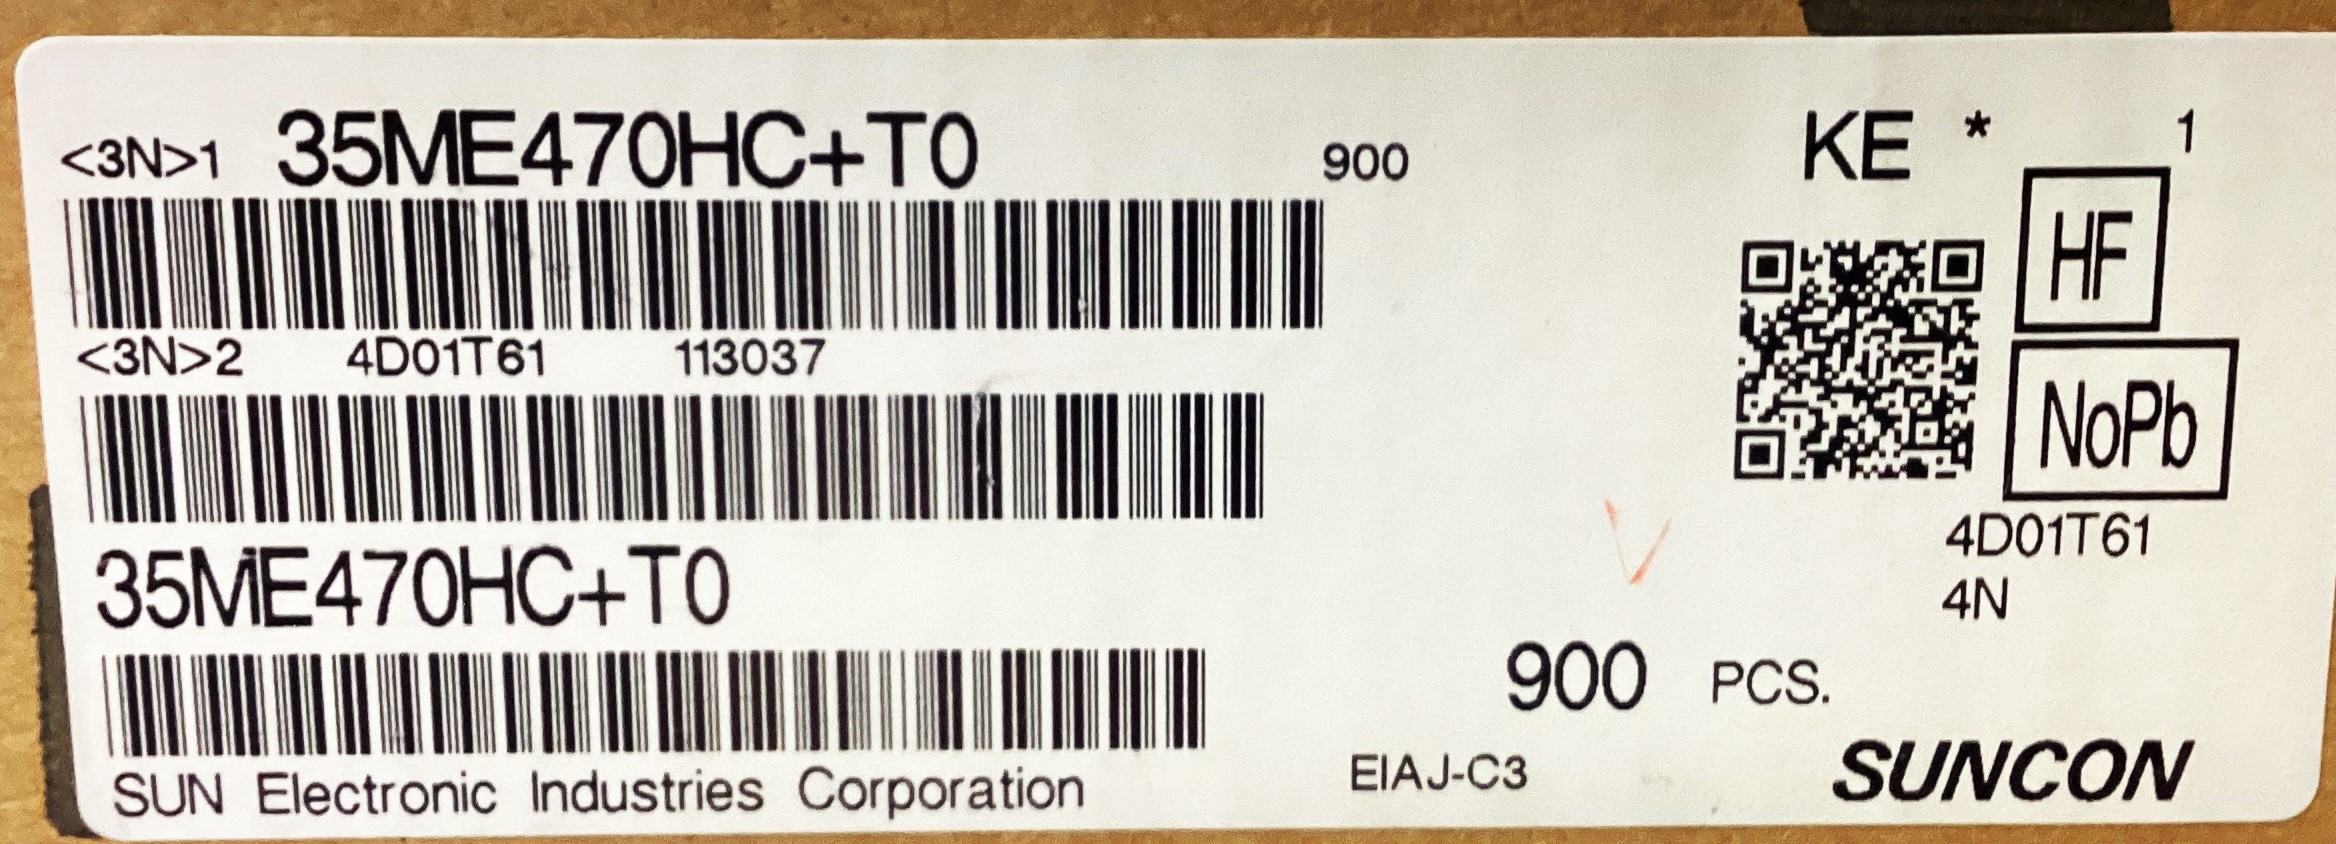 <3N>1 35ME470HC+T0 900 KE * 1
HF
<3N>2 4D01T61 113037
NoPb
4D01T61
35ME470HC+T0
4N
900 PCS.
EIAJ-C3
SUNCON
SUN Electronic Industries Corporation